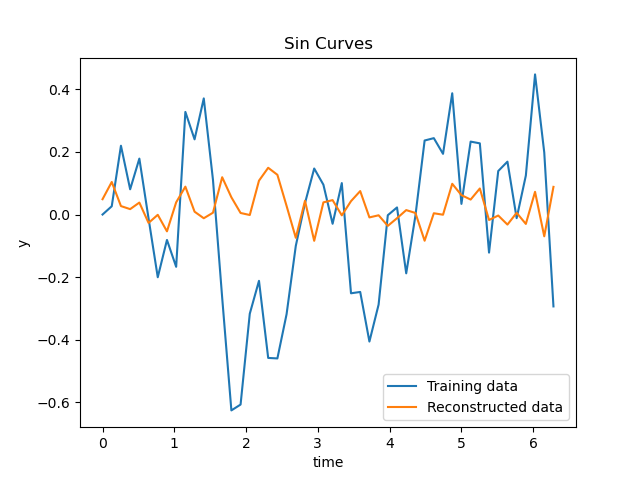 Sin Curves
0.4
0.2
0.0
−0.2
−0.4
−0.6
y
Training data
Reconstructed data
0 1 2 3 4 5 6
time